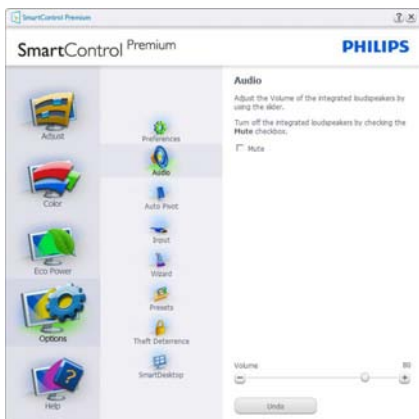 SmartControl Premium
SmartControl Premium
PHILIPS
Adjust
Color
Eco Power
Options
Help
Preferences
Audio
Auto Pivot
Input
Wizard
Presets
Theft Deterrence
SmartDesktop
Audio
Adjust the Volume of the integrated loudspeakers by
using the slider.
Turn off the integrated loudspeakers by checking the
Mute checkbox.
Mute
Volume
80
Undo